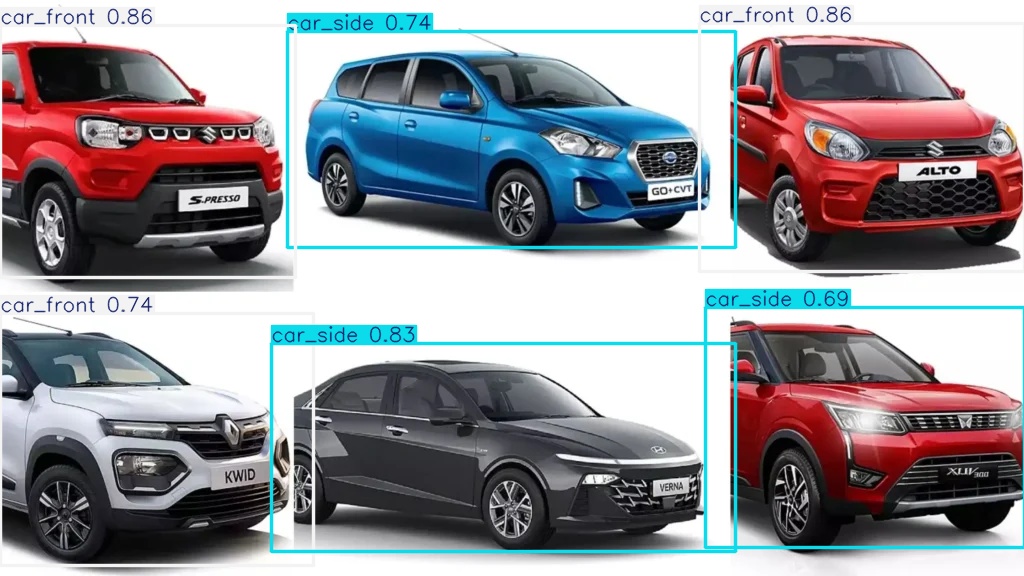 car_front 0.86
car_side 0.74
car_front 0.86
S-PRESSO
GO+CVT
ALTO
car_front 0.74
car_side 0.83
car_side 0.69
KWID
VERNA
XUV300